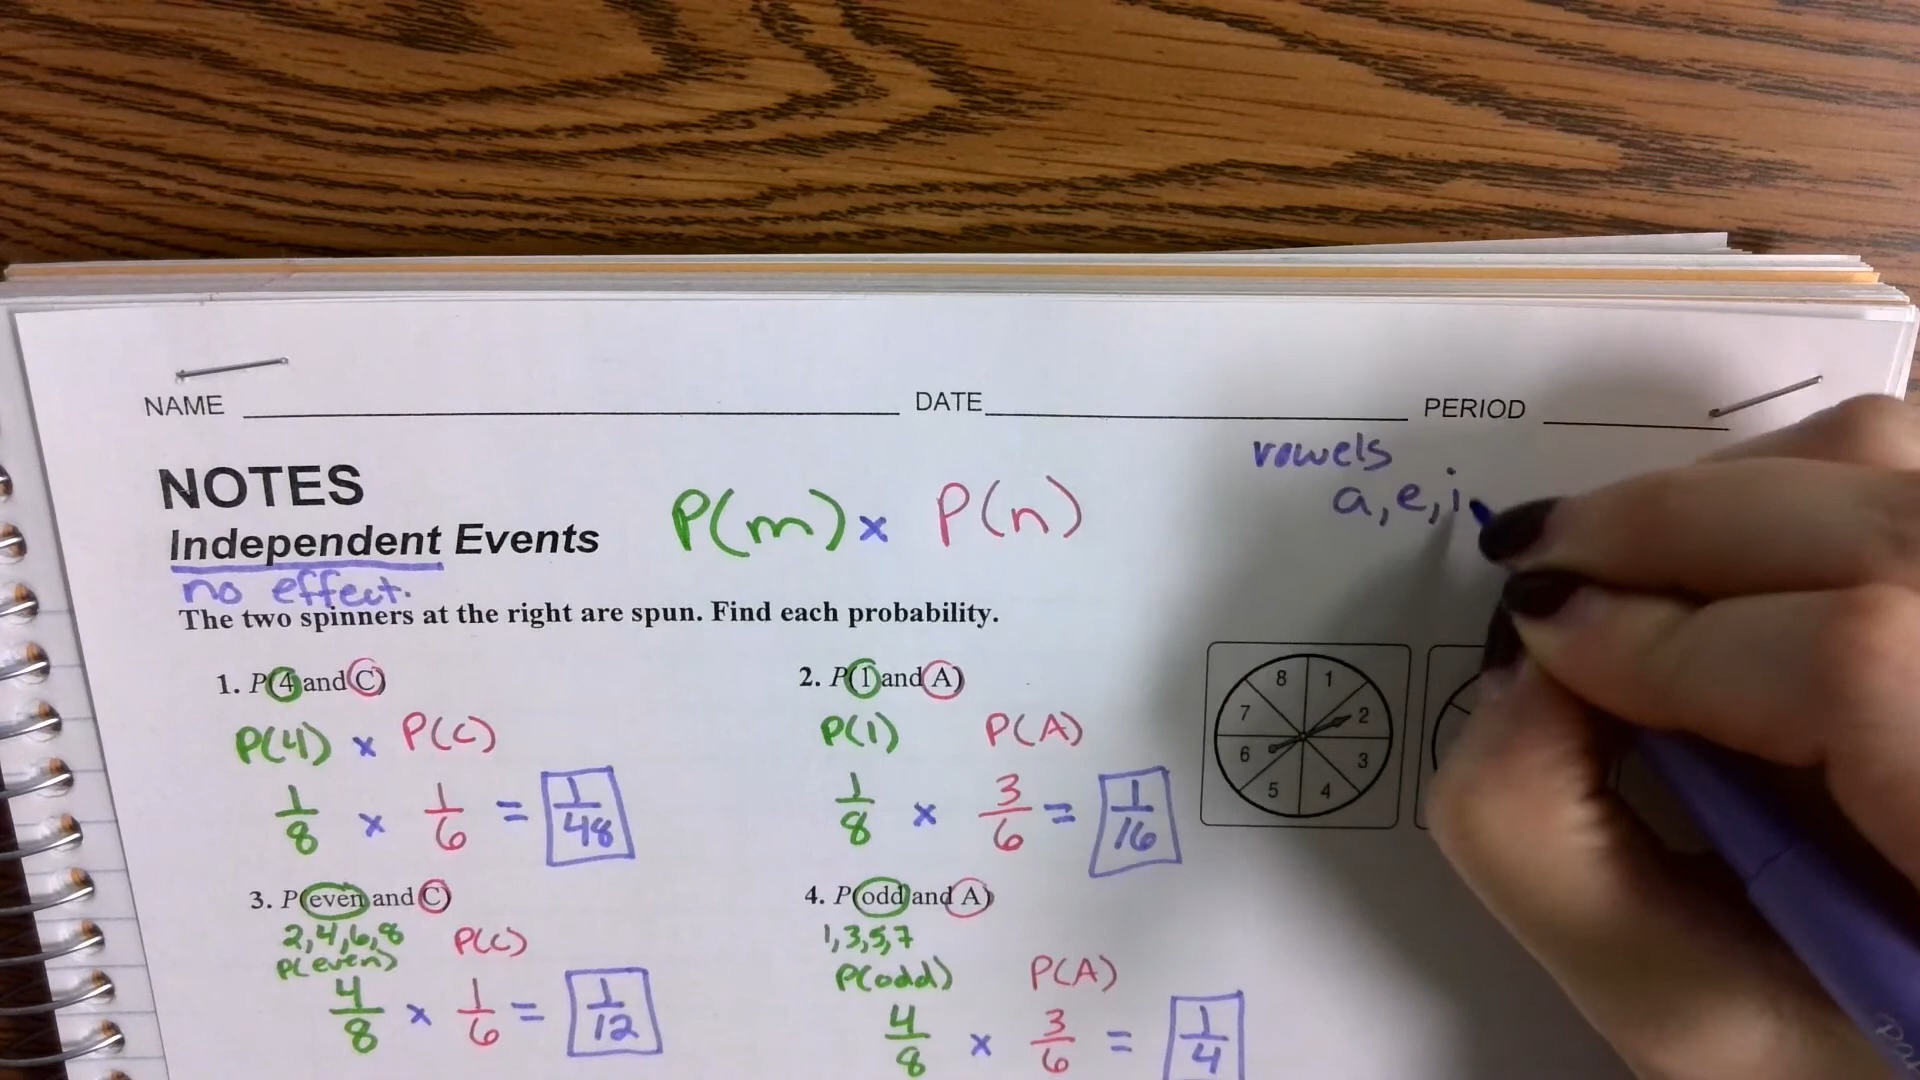 NAME DATE PERIOD
vowels
a, e, i
NOTES
Independent Events P(m) x P(n)
no effect.
The two spinners at the right are spun. Find each probability.
1. P(4 and C)
P(4) x P(C)
1/8 x 1/6 = 1/48
2. P(1 and A)
P(1) P(A)
1/8 x 3/6 = 1/16
8 1
7 2
6 3
5 4
3. P(even and C)
2,4,6,8 P(C)
P(even)
4/8 x 1/6 = 1/12
4. P(odd and A)
1,3,5,7
P(odd) P(A)
4/8 x 3/6 = 1/4